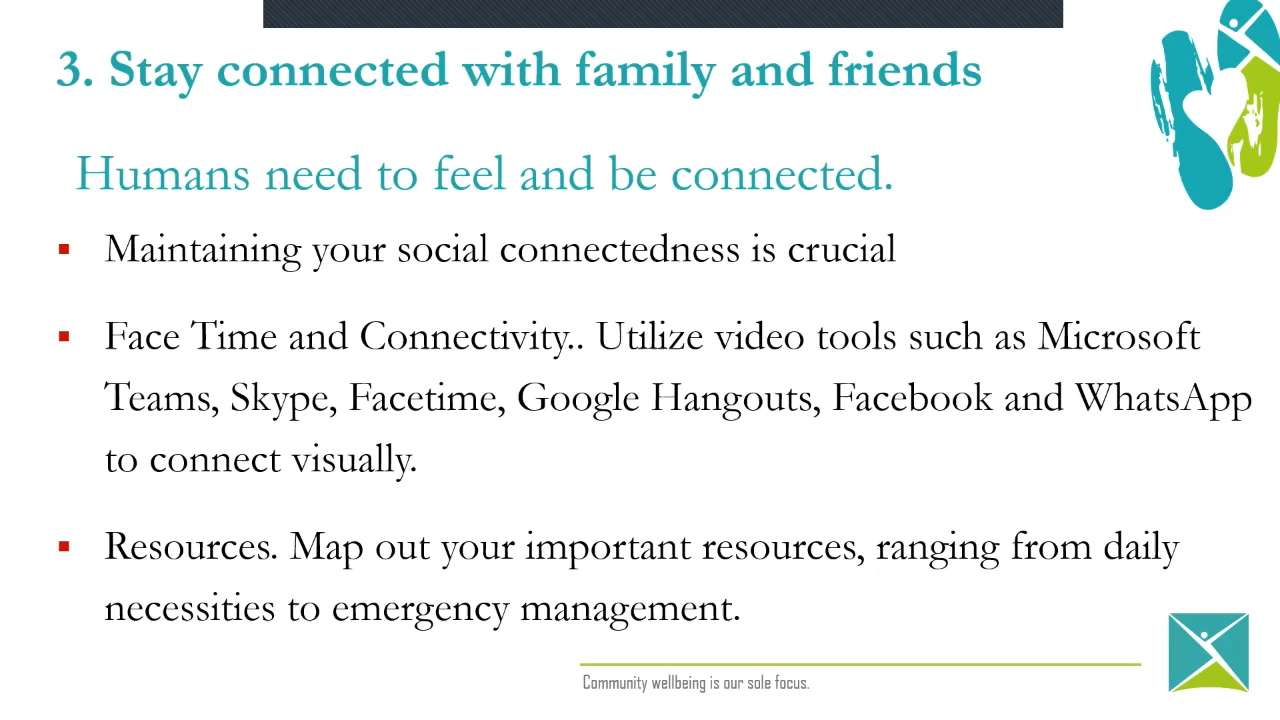 3. Stay connected with family and friends
Humans need to feel and be connected.
▪ Maintaining your social connectedness is crucial
▪ Face Time and Connectivity.. Utilize video tools such as Microsoft
Teams, Skype, Facetime, Google Hangouts, Facebook and WhatsApp
to connect visually.
▪ Resources. Map out your important resources, ranging from daily
necessities to emergency management.
Community wellbeing is our sole focus.